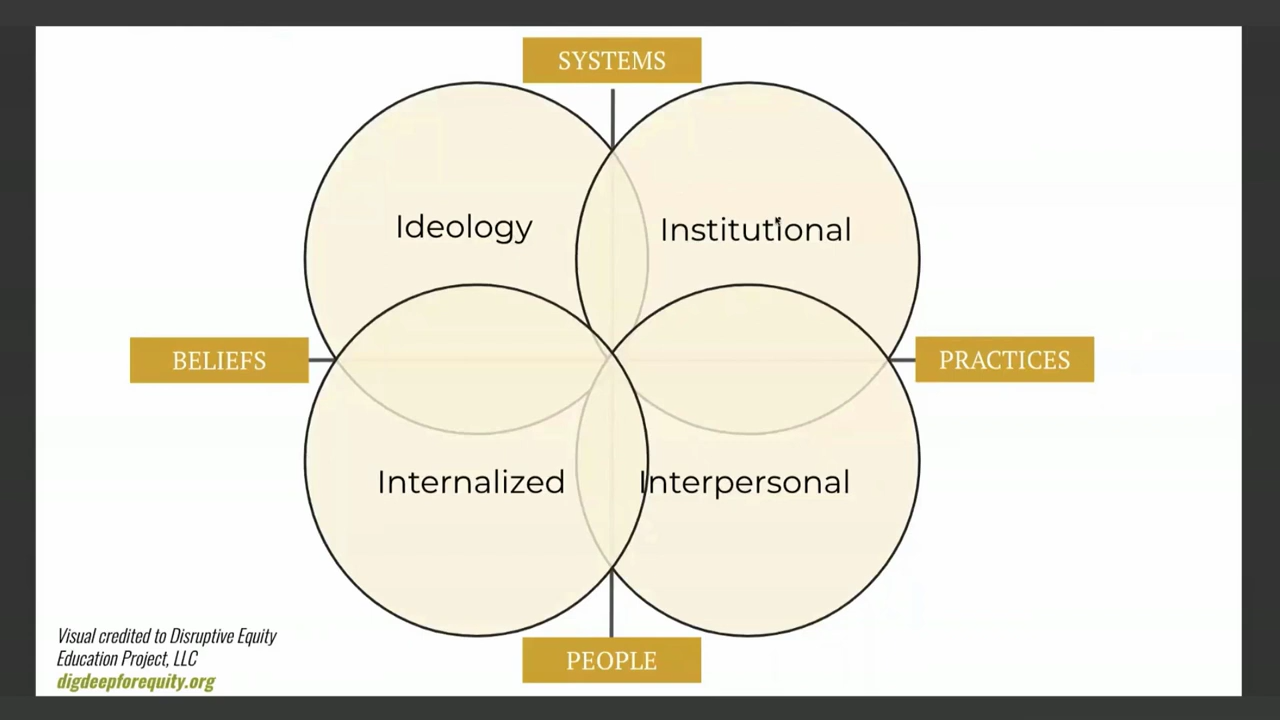 SYSTEMS
Ideology
Institutional
BELIEFS
PRACTICES
Internalized
Interpersonal
Visual credited to Disruptive Equity
Education Project, LLC
digdeepforequity.org
PEOPLE